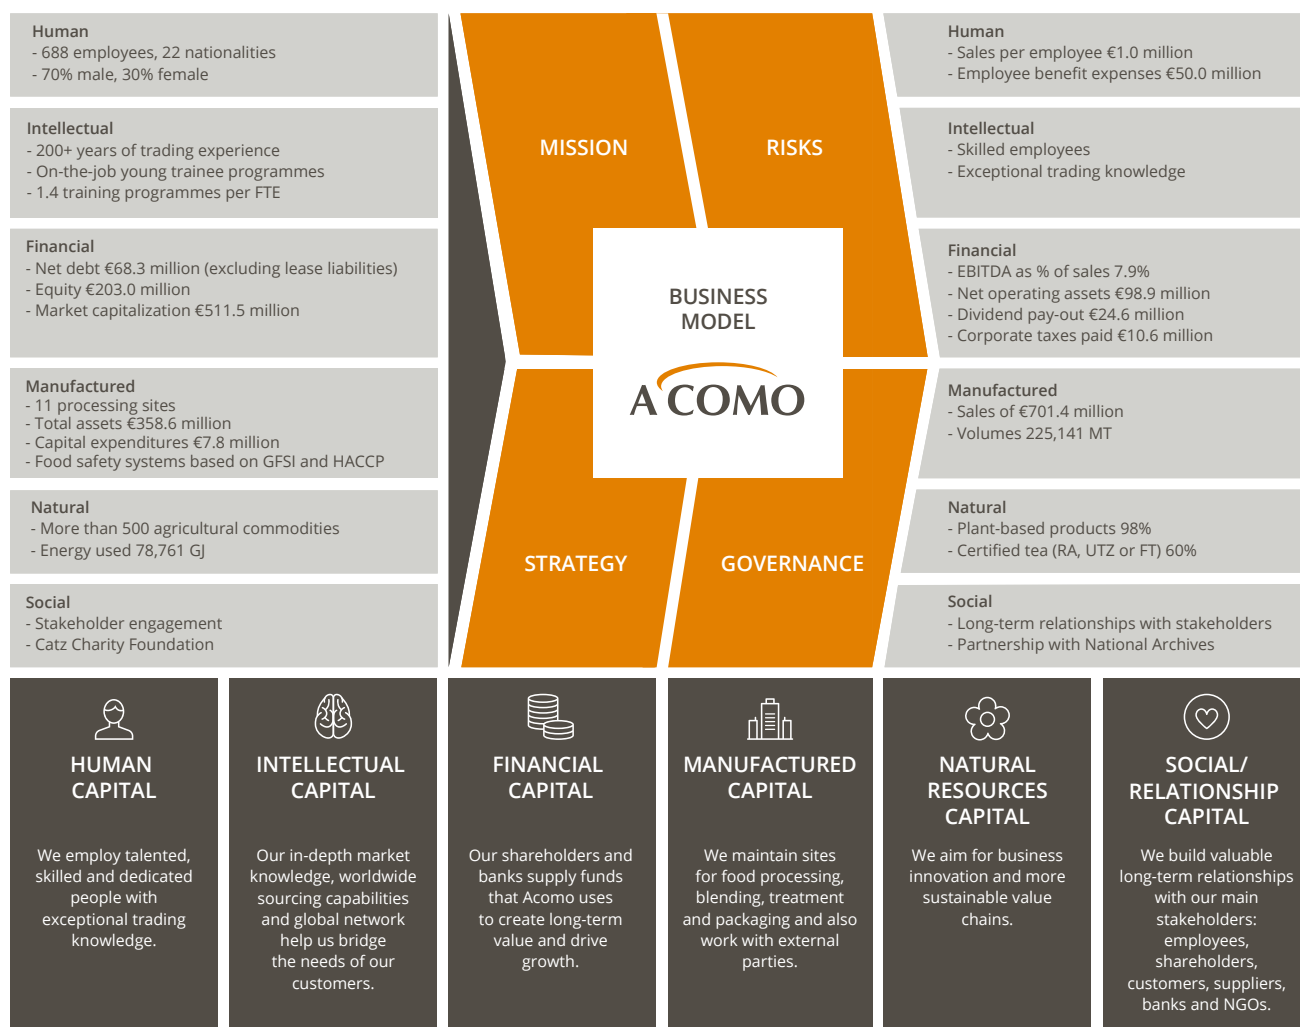 Human
- 688 employees, 22 nationalities
- 70% male, 30% female
Intellectual
- 200+ years of trading experience
- On-the-job young trainee programmes
- 1.4 training programmes per FTE
Financial
- Net debt €68.3 million (excluding lease liabilities)
- Equity €203.0 million
- Market capitalization €511.5 million
Manufactured
- 11 processing sites
- Total assets €358.6 million
- Capital expenditures €7.8 million
- Food safety systems based on GFSI and HACCP
Natural
- More than 500 agricultural commodities
- Energy used 78,761 GJ
Social
- Stakeholder engagement
- Catz Charity Foundation
MISSION
RISKS
BUSINESS
MODEL
ACOMO
STRATEGY
GOVERNANCE
Human
- Sales per employee €1.0 million
- Employee benefit expenses €50.0 million
Intellectual
- Skilled employees
- Exceptional trading knowledge
Financial
- EBITDA as % of sales 7.9%
- Net operating assets €98.9 million
- Dividend pay-out €24.6 million
- Corporate taxes paid €10.6 million
Manufactured
- Sales of €701.4 million
- Volumes 225,141 MT
Natural
- Plant-based products 98%
- Certified tea (RA, UTZ or FT) 60%
Social
- Long-term relationships with stakeholders
- Partnership with National Archives
HUMAN
CAPITAL
We employ talented,
skilled and dedicated
people with
exceptional trading
knowledge.
INTELLECTUAL
CAPITAL
Our in-depth market
knowledge, worldwide
sourcing capabilities
and global network
help us bridge
the needs of our
customers.
FINANCIAL
CAPITAL
Our shareholders and
banks supply funds
that Acomo uses
to create long-term
value and drive
growth.
MANUFACTURED
CAPITAL
We maintain sites
for food processing,
blending, treatment
and packaging and also
work with external
parties.
NATURAL
RESOURCES
CAPITAL
We aim for business
innovation and more
sustainable value
chains.
SOCIAL/
RELATIONSHIP
CAPITAL
We build valuable
long-term relationships
with our main
stakeholders:
employees,
shareholders,
customers, suppliers,
banks and NGOs.